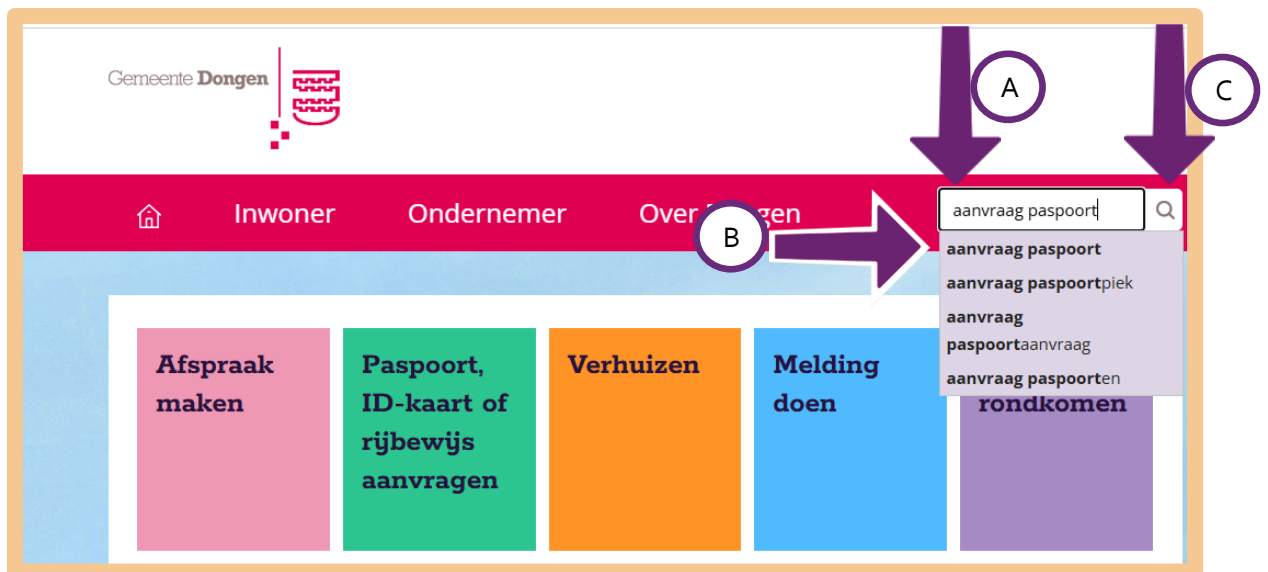 Gemeente Dongen
A
C
Inwoner
Ondernemer
Over
gen
aanvraag paspoort
B
aanvraag paspoort
aanvraag paspoortpiek
aanvraag
paspoortaanvraag
aanvraag paspoorten
Afspraak
maken
Paspoort,
ID-kaart of
rijbewijs
aanvragen
Verhuizen
Melding
doen
rondkomen